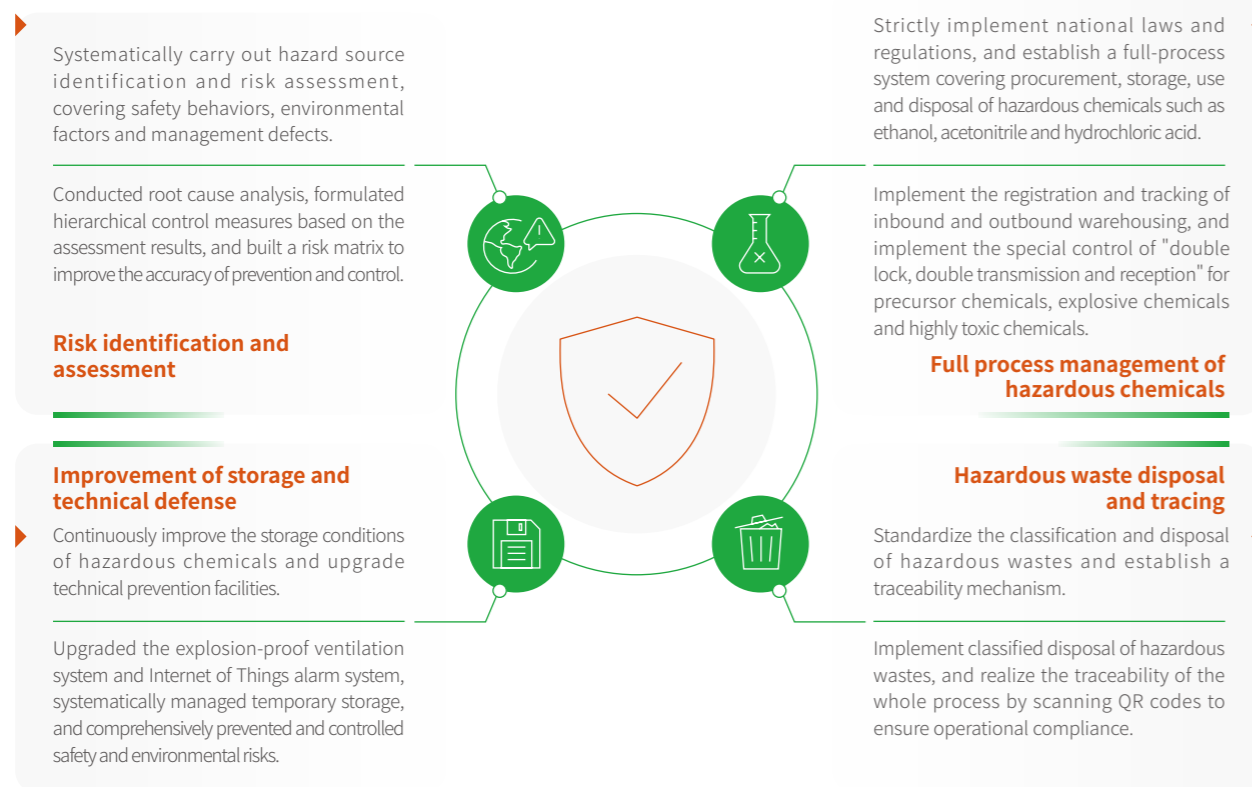 Systematically carry out hazard source
identification and risk assessment,
covering safety behaviors, environmental
factors and management defects.
Conducted root cause analysis, formulated
hierarchical control measures based on the
assessment results, and built a risk matrix to
improve the accuracy of prevention and control.
Risk identification and
assessment
Strictly implement national laws and
regulations, and establish a full-process
system covering procurement, storage, use
and disposal of hazardous chemicals such as
ethanol, acetonitrile and hydrochloric acid.
Implement the registration and tracking of
inbound and outbound warehousing, and
implement the special control of "double
lock, double transmission and reception" for
precursor chemicals, explosive chemicals
and highly toxic chemicals.
Full process management of
hazardous chemicals
Improvement of storage and
technical defense
Continuously improve the storage conditions
of hazardous chemicals and upgrade
technical prevention facilities.
Upgraded the explosion-proof ventilation
system and Internet of Things alarm system,
systematically managed temporary storage,
and comprehensively prevented and controlled
safety and environmental risks.
Hazardous waste disposal
and tracing
Standardize the classification and disposal
of hazardous wastes and establish a
traceability mechanism.
Implement classified disposal of hazardous
wastes, and realize the traceability of the
whole process by scanning QR codes to
ensure operational compliance.